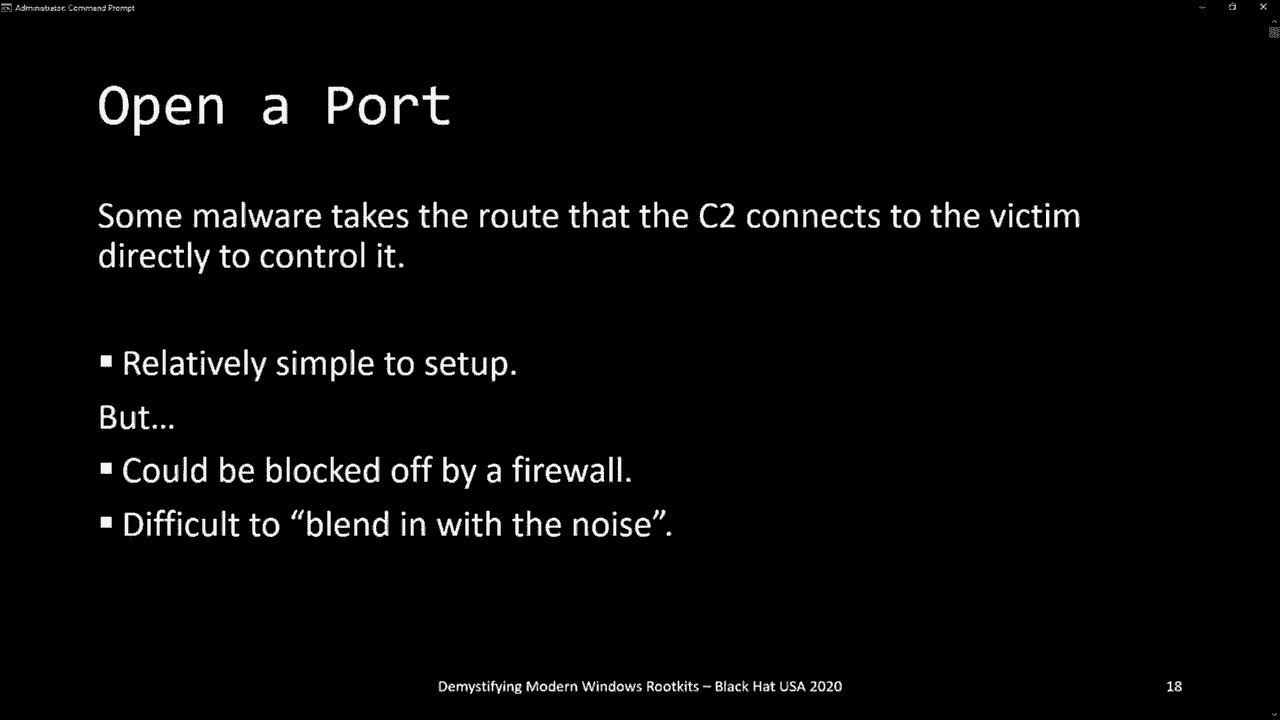 Administrator: Command Prompt
Open a Port
Some malware takes the route that the C2 connects to the victim
directly to control it.
▪ Relatively simple to setup.
But…
▪ Could be blocked off by a firewall.
▪ Difficult to “blend in with the noise”.
Demystifying Modern Windows Rootkits – Black Hat USA 2020
18